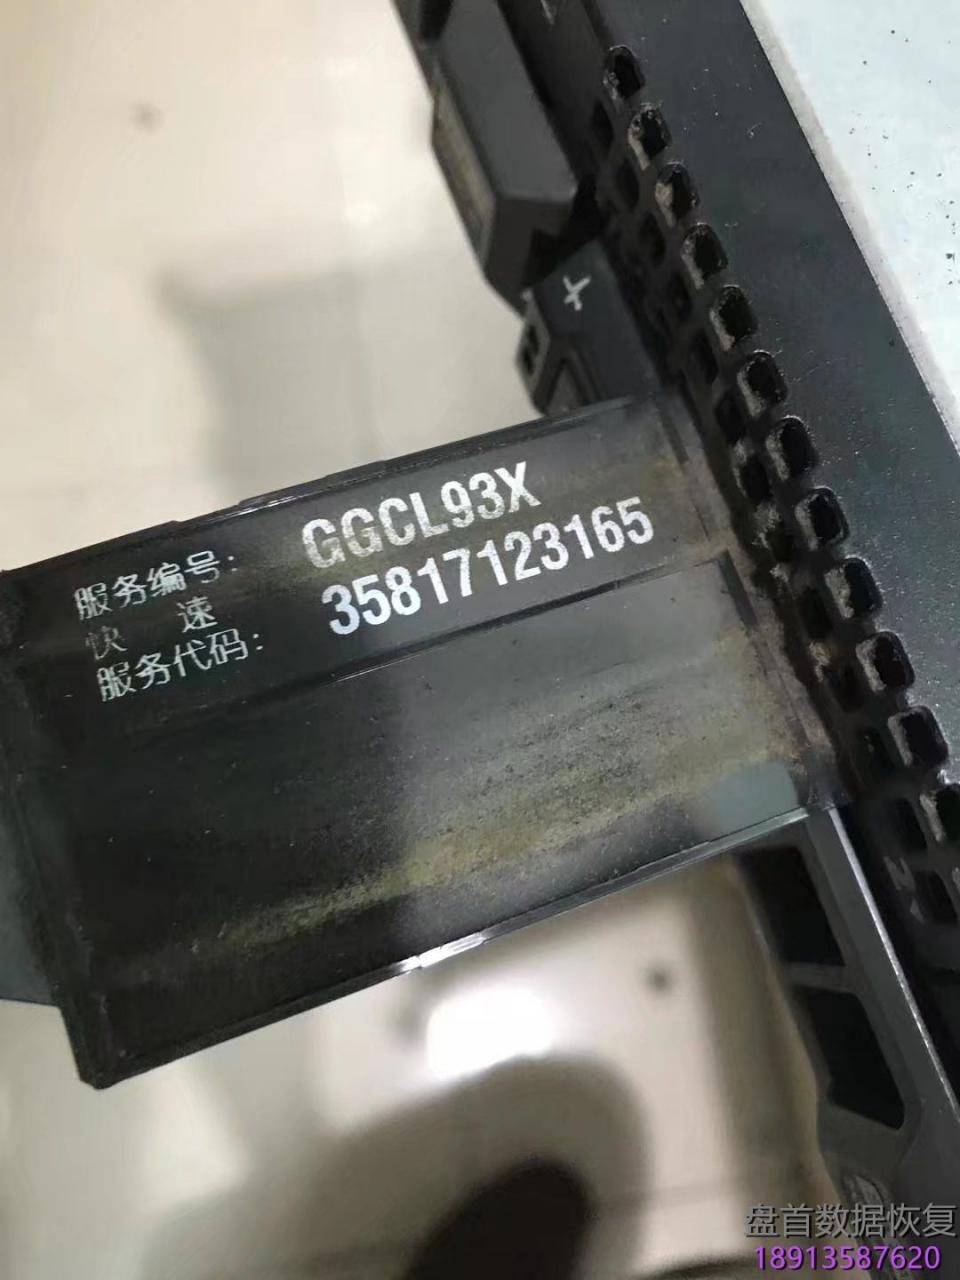 服务编号: GGCL93X
快 速
服务代码: 35817123165
盘首数据恢复
18913587620